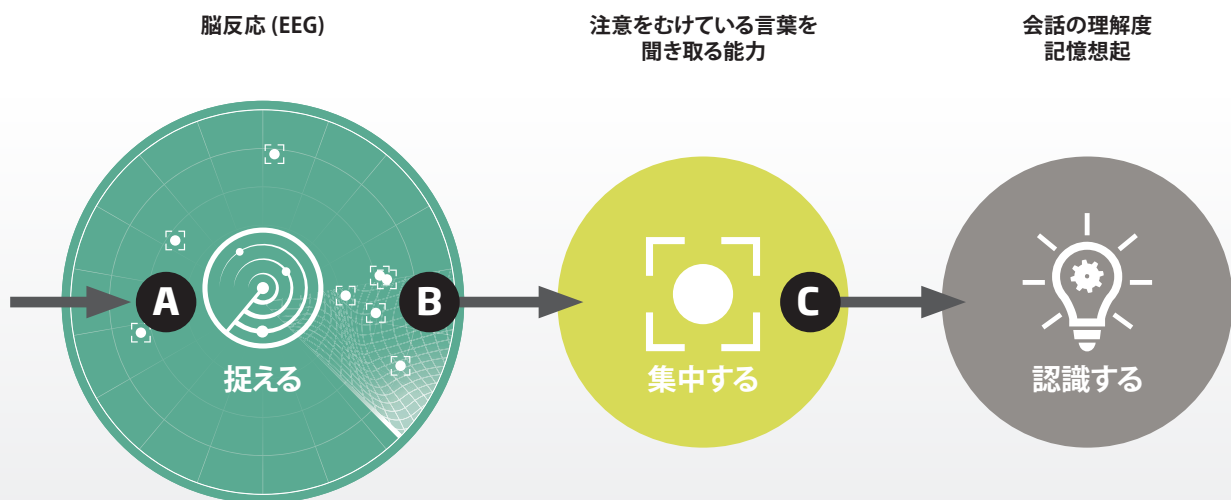 脳反応 (EEG)
注意をむけている言葉を
聞き取る能力
会話の理解度
記憶想起
A
B
C
捉える
集中する
認識する